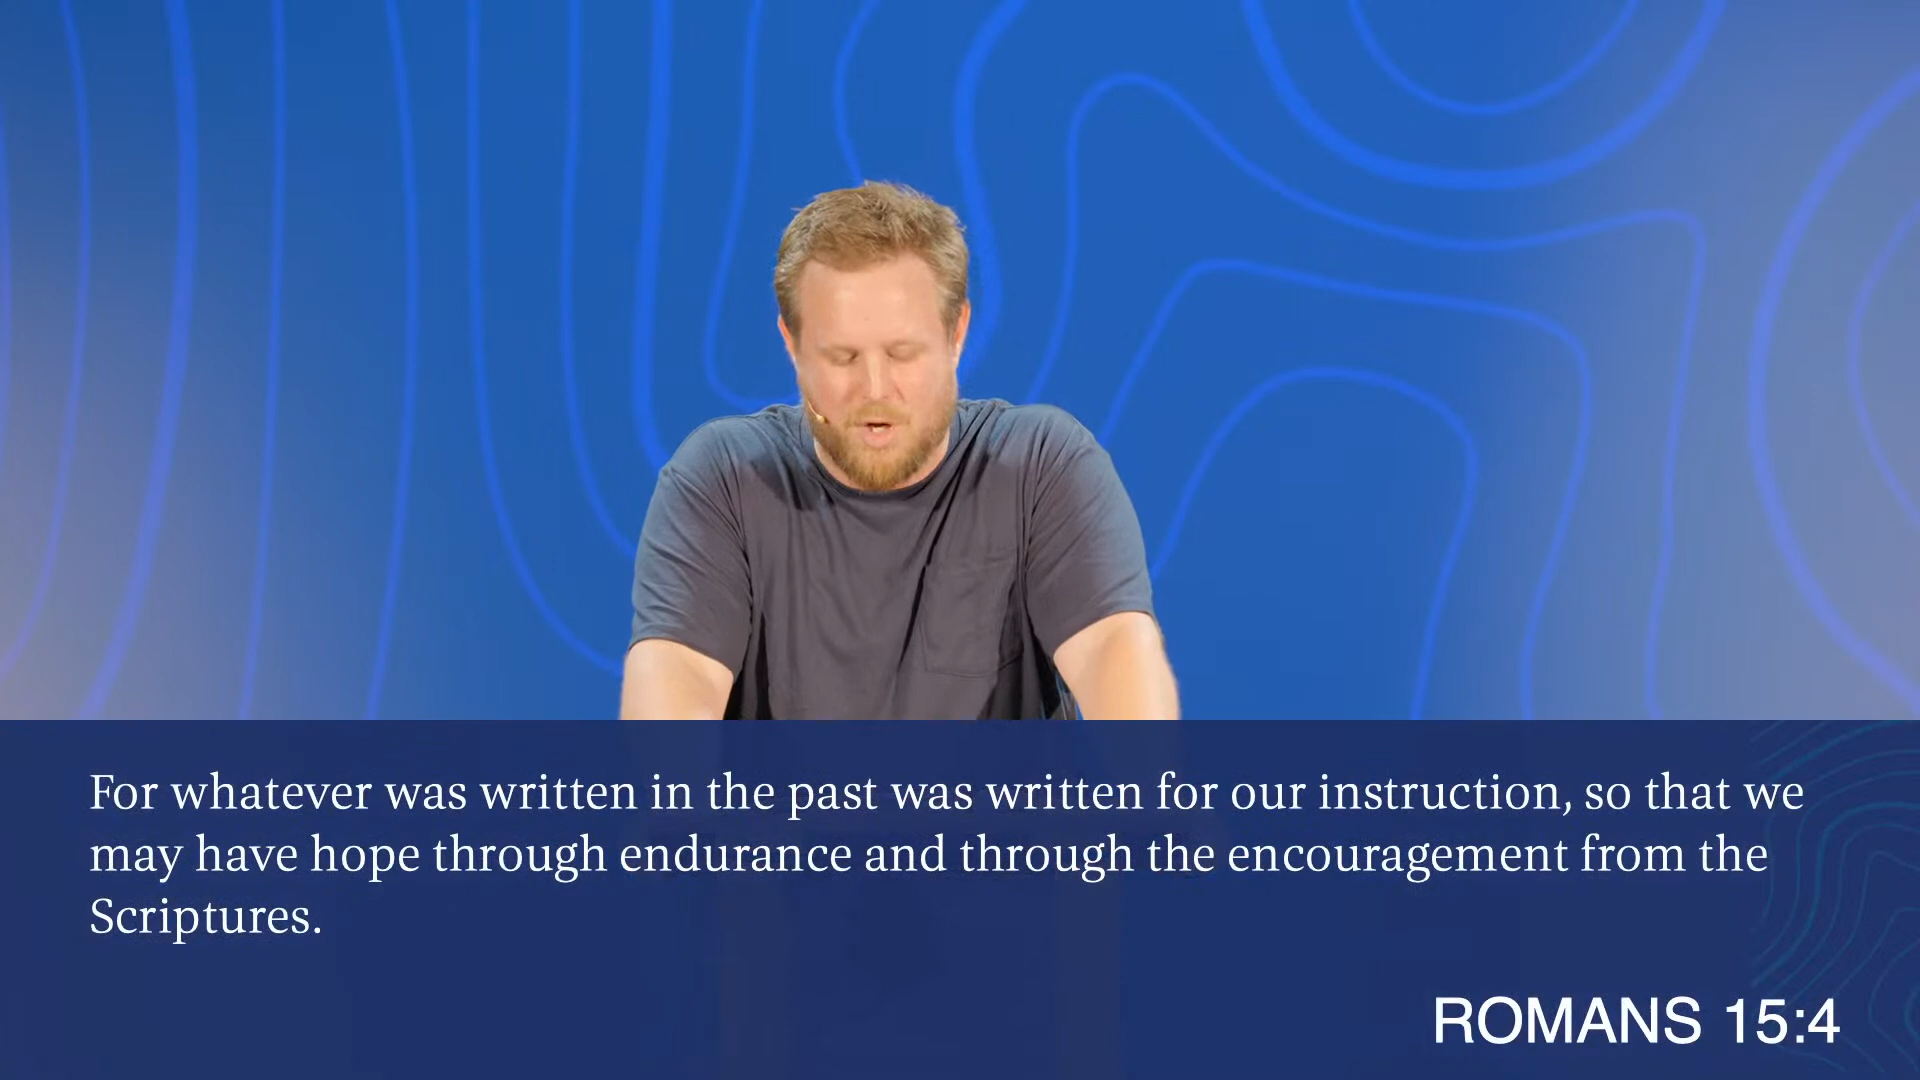 For whatever was written in the past was written for our instruction, so that we
may have hope through endurance and through the encouragement from the
Scriptures.
ROMANS 15:4